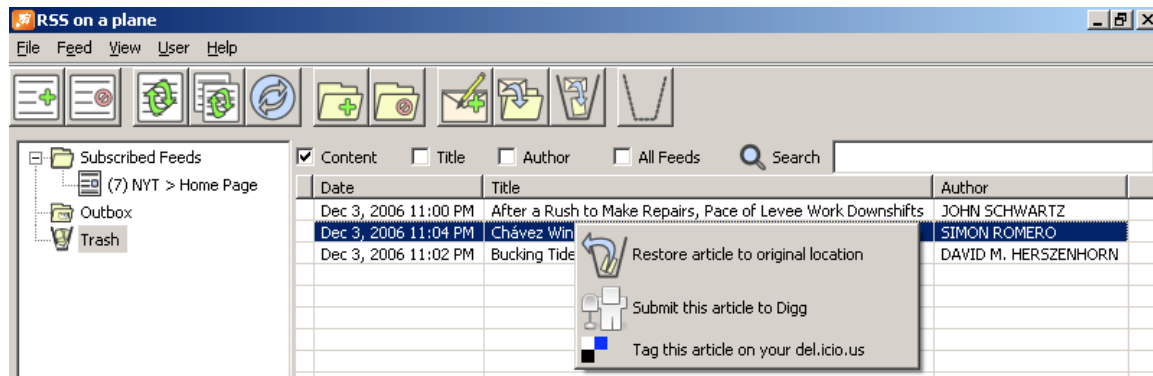 RSS on a plane
File Feed View User Help
Subscribed Feeds
(7) NYT > Home Page
Outbox
Trash
Content Title Author All Feeds Search
Date Title Author
Dec 3, 2006 11:00 PM After a Rush to Make Repairs, Pace of Levee Work Downshifts JOHN SCHWARTZ
Dec 3, 2006 11:04 PM Chávez Win SIMON ROMERO
Dec 3, 2006 11:02 PM Bucking Tide DAVID M. HERSZENHORN
Restore article to original location
Submit this article to Digg
Tag this article on your del.icio.us